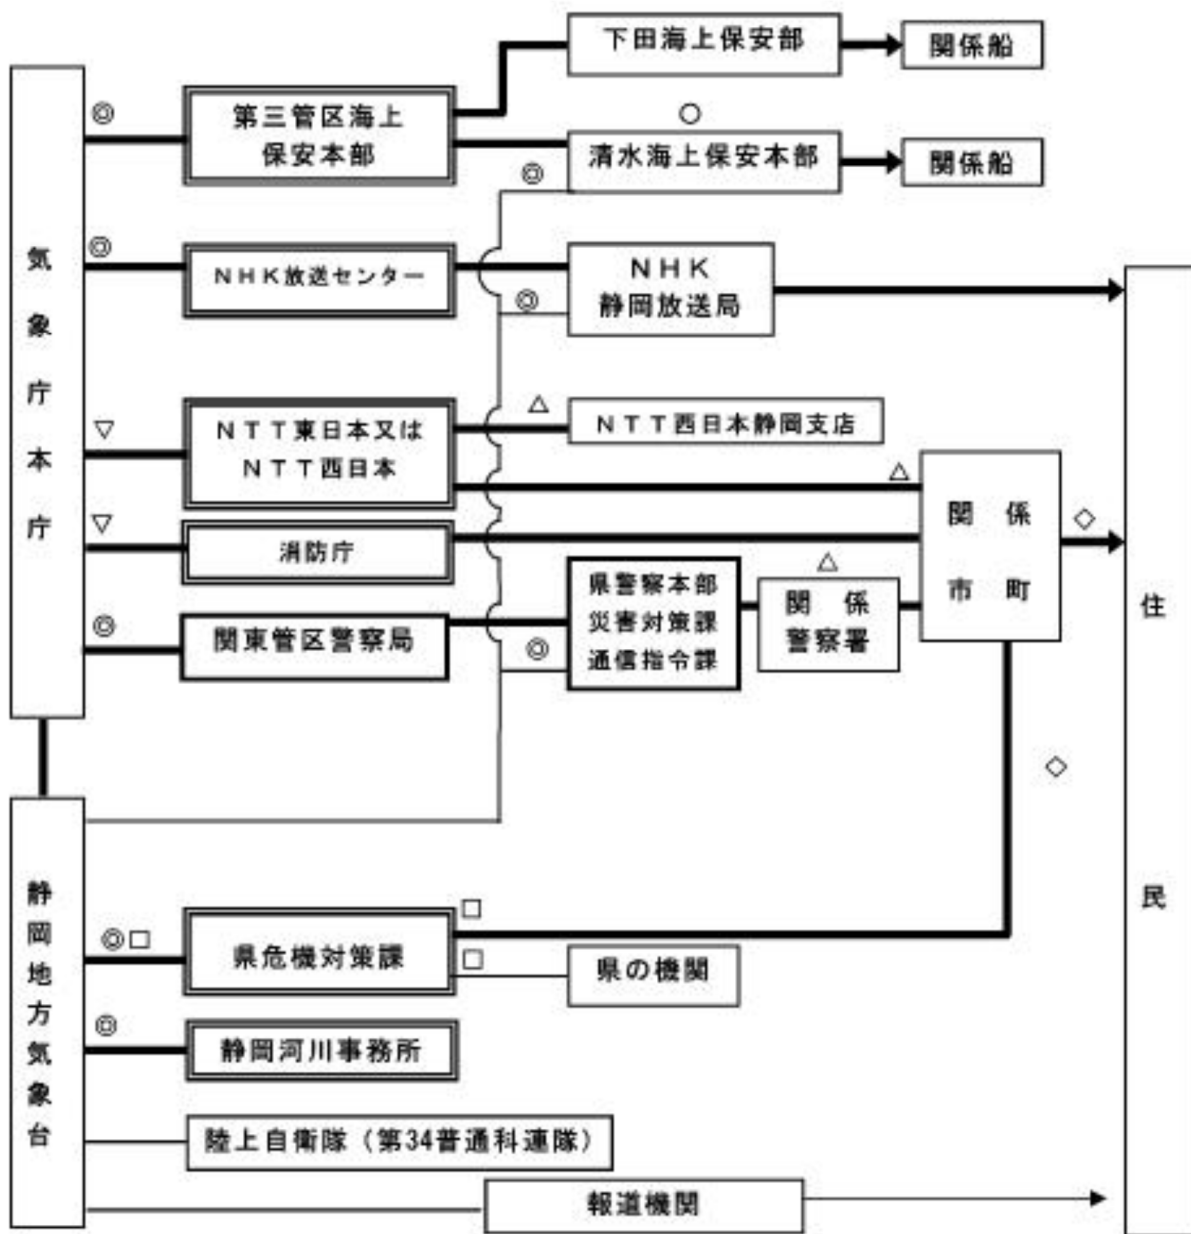 下田海上保安部
関係船
◎
第三管区海上
保安本部
○
清水海上保安本部
関係船
◎
気象庁本庁
◎
NHK放送センター
NHK
静岡放送局
◎
▽
NTT東日本又は
NTT西日本
△
NTT西日本静岡支店
△
関係
市町
◇
▽
消防庁
県警察本部
災害対策課
通信指令課
△
関係
警察署
◎
関東管区警察局
◎
住民
◇
静岡地方気象台
◎□
県危機対策課
□
□
県の機関
◎
静岡河川事務所
陸上自衛隊(第34普通科連隊)
報道機関